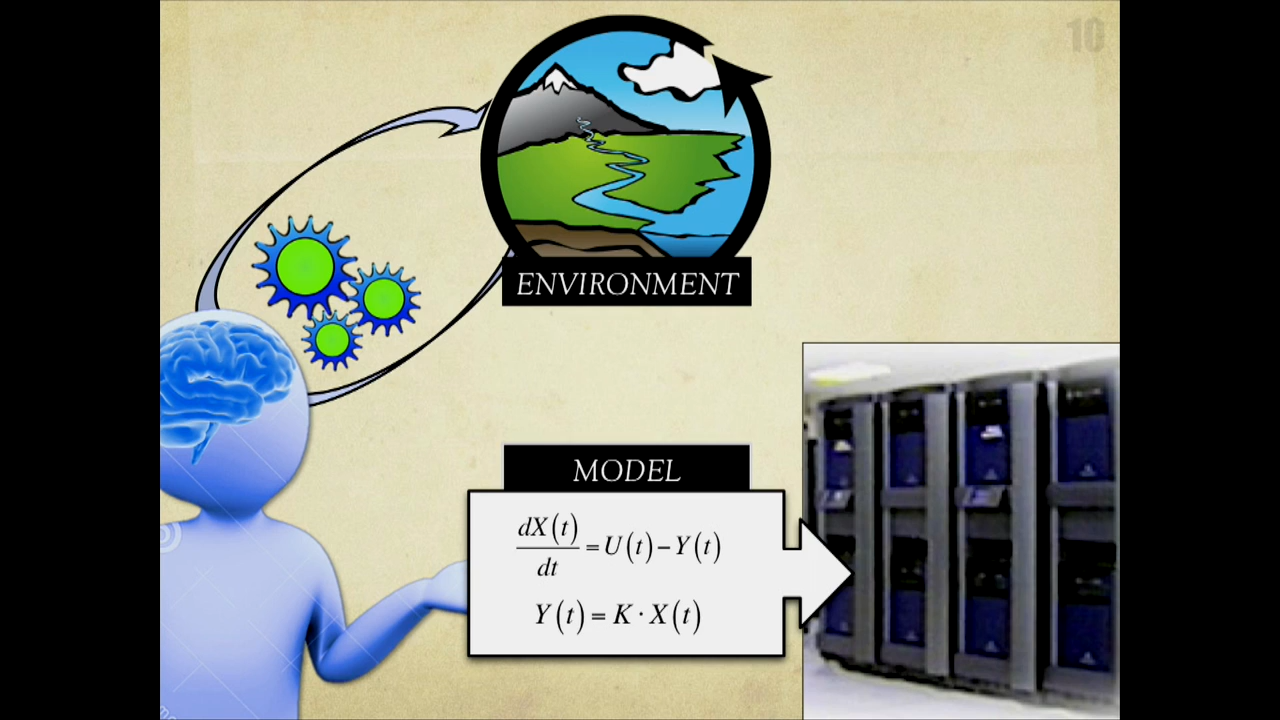 10
ENVIRONMENT
MODEL
dX(t)
dt
=U(t)−Y(t)
Y(t)=K·X(t)